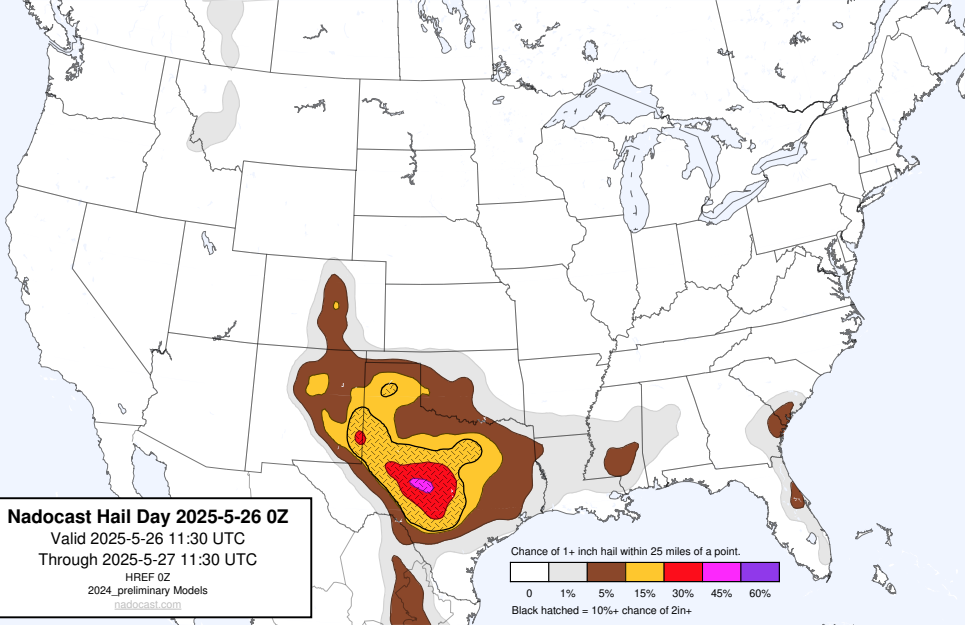 Nadocast Hail Day 2025-5-26 0Z
Valid 2025-5-26 11:30 UTC
Through 2025-5-27 11:30 UTC
HREF 0Z
2024_preliminary Models
nadocast.com
Chance of 1+ inch hail within 25 miles of a point.
0 1% 5% 15% 30% 45% 60%
Black hatched = 10%+ chance of 2in+